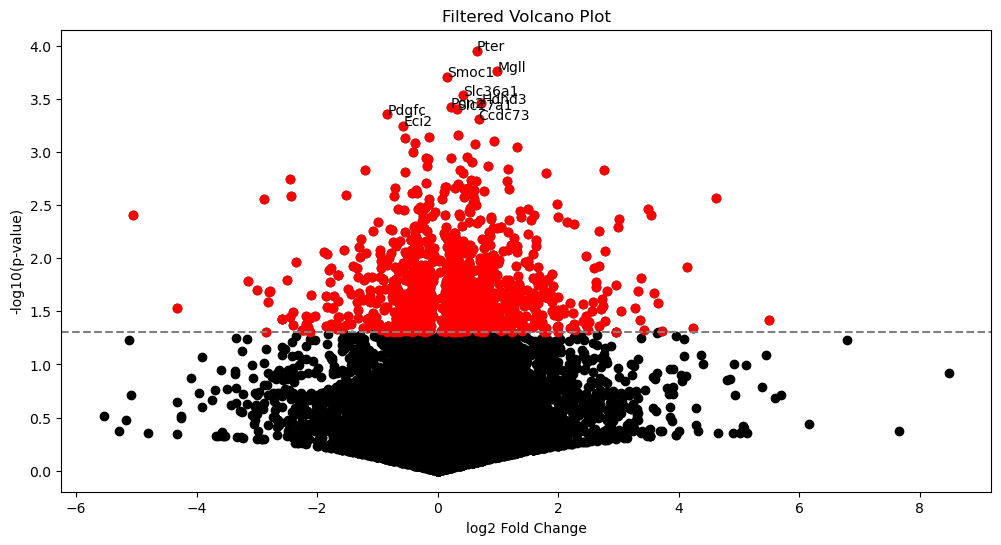 Filtered Volcano Plot
-log10(p-value)
4.0
3.5
3.0
2.5
2.0
1.5
1.0
0.5
0.0
Pter
Mgll
Smoc1
Slc36a1
Hdhd3
Pdgfc
Ccdc73
Eci2
−6
−4
−2
0
2
4
6
8
log2 Fold Change